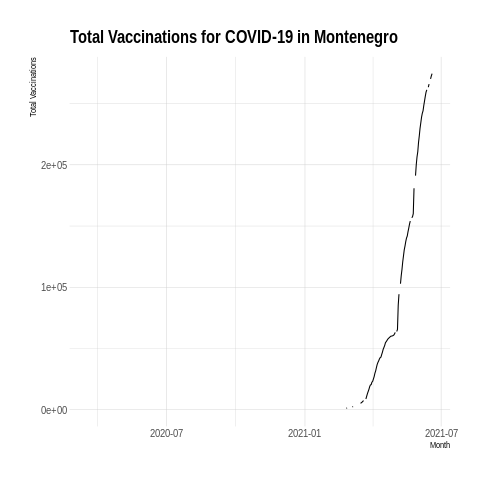 Total Vaccinations for COVID-19 in Montenegro
Total Vaccinations
2e+05
1e+05
0e+00
2020-07
2021-01
2021-07
Month